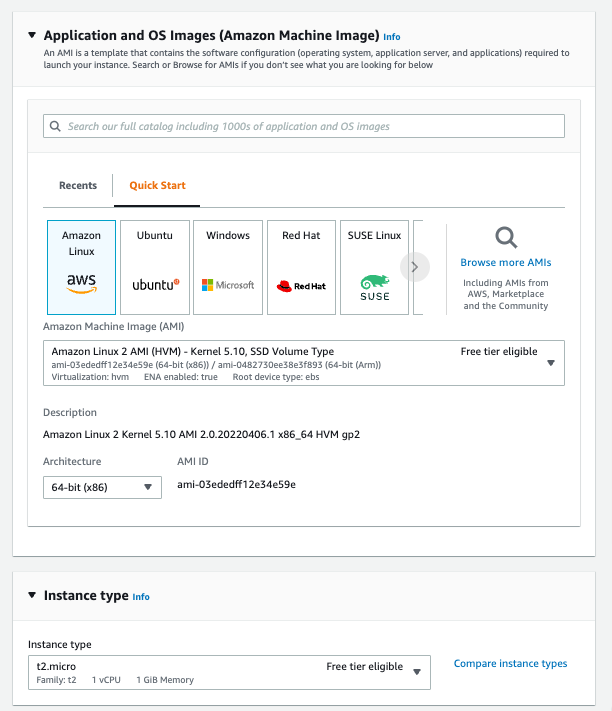 Application and OS Images (Amazon Machine Image) Info
An AMI is a template that contains the software configuration (operating system, application server, and applications) required to
launch your instance. Search or Browse for AMIs if you don't see what you are looking for below
Search our full catalog including 1000s of application and OS images
Recents
Quick Start
Amazon
Linux
aws
Ubuntu
ubuntu
Windows
Microsoft
Red Hat
Red Hat
SUSE Linux
SUSE
Browse more AMIs
Including AMIs from
AWS, Marketplace
and the Community
Amazon Machine Image (AMI)
Amazon Linux 2 AMI (HVM) - Kernel 5.10, SSD Volume Type
Free tier eligible
ami-03ededff12e34e59e (64-bit (x86)) / ami-0482730ee38e3f893 (64-bit (Arm))
Virtualization: hvm ENA enabled: true Root device type: ebs
Description
Amazon Linux 2 Kernel 5.10 AMI 2.0.20220406.1 x86_64 HVM gp2
Architecture
AMI ID
64-bit (x86)
ami-03ededff12e34e59e
Instance type Info
Instance type
t2.micro
Free tier eligible
Family: t2 1 vCPU 1 GiB Memory
Compare instance types